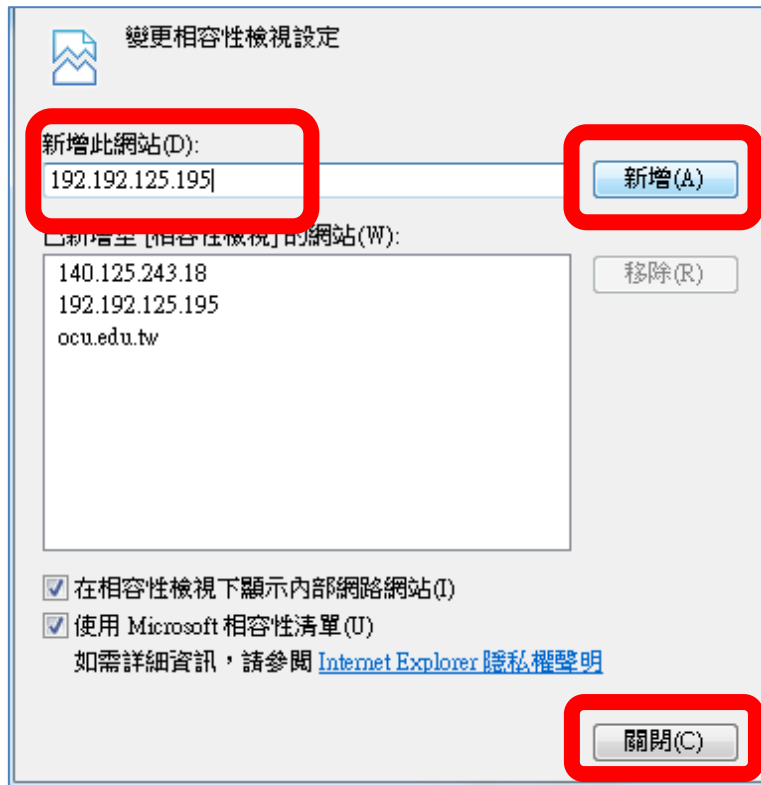 變更相容性檢視設定
新增此網站(D):
192.192.125.195
新增(A)
已新增至 [相容性檢視] 的網站(W):
140.125.243.18
192.192.125.195
ocu.edu.tw
移除(R)
在相容性檢視下顯示內部網路網站(I)
使用 Microsoft 相容性清單(U)
如需詳細資訊，請參閱 Internet Explorer 隱私權聲明
關閉(C)